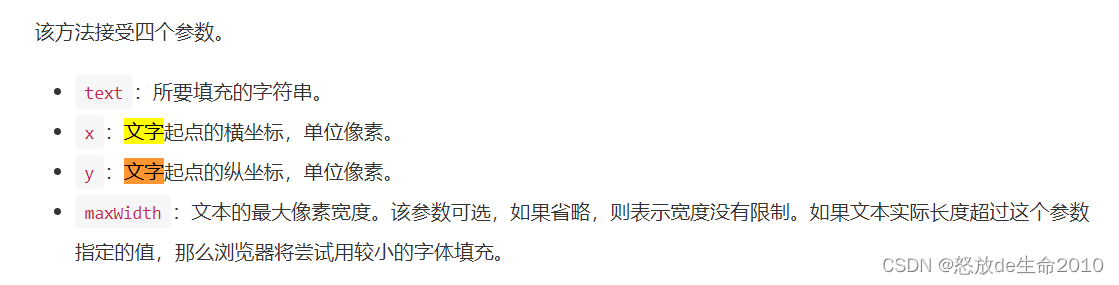 该方法接受四个参数。
text：所要填充的字符串。
x：文字起点的横坐标，单位像素。
y：文字起点的纵坐标，单位像素。
maxWidth：文本的最大像素宽度。该参数可选，如果省略，则表示宽度没有限制。如果文本实际长度超过这个参数
指定的值，那么浏览器将尝试用较小的字体填充。
CSDN @怒放de生命2010